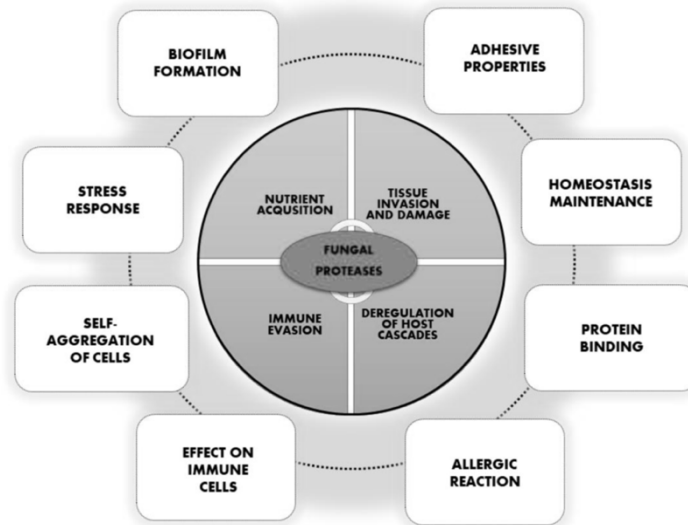 BIOFILM
FORMATION
ADHESIVE
PROPERTIES
STRESS
RESPONSE
NUTRIENT
ACQUSITION
TISSUE
INVASION
AND DAMAGE
HOMEOSTASIS
MAINTENANCE
FUNGAL
PROTEASES
SELF-
AGGREGATION
OF CELLS
IMMUNE
EVASION
DEREGULATION
OF HOST
CASCADES
PROTEIN
BINDING
EFFECT ON
IMMUNE
CELLS
ALLERGIC
REACTION